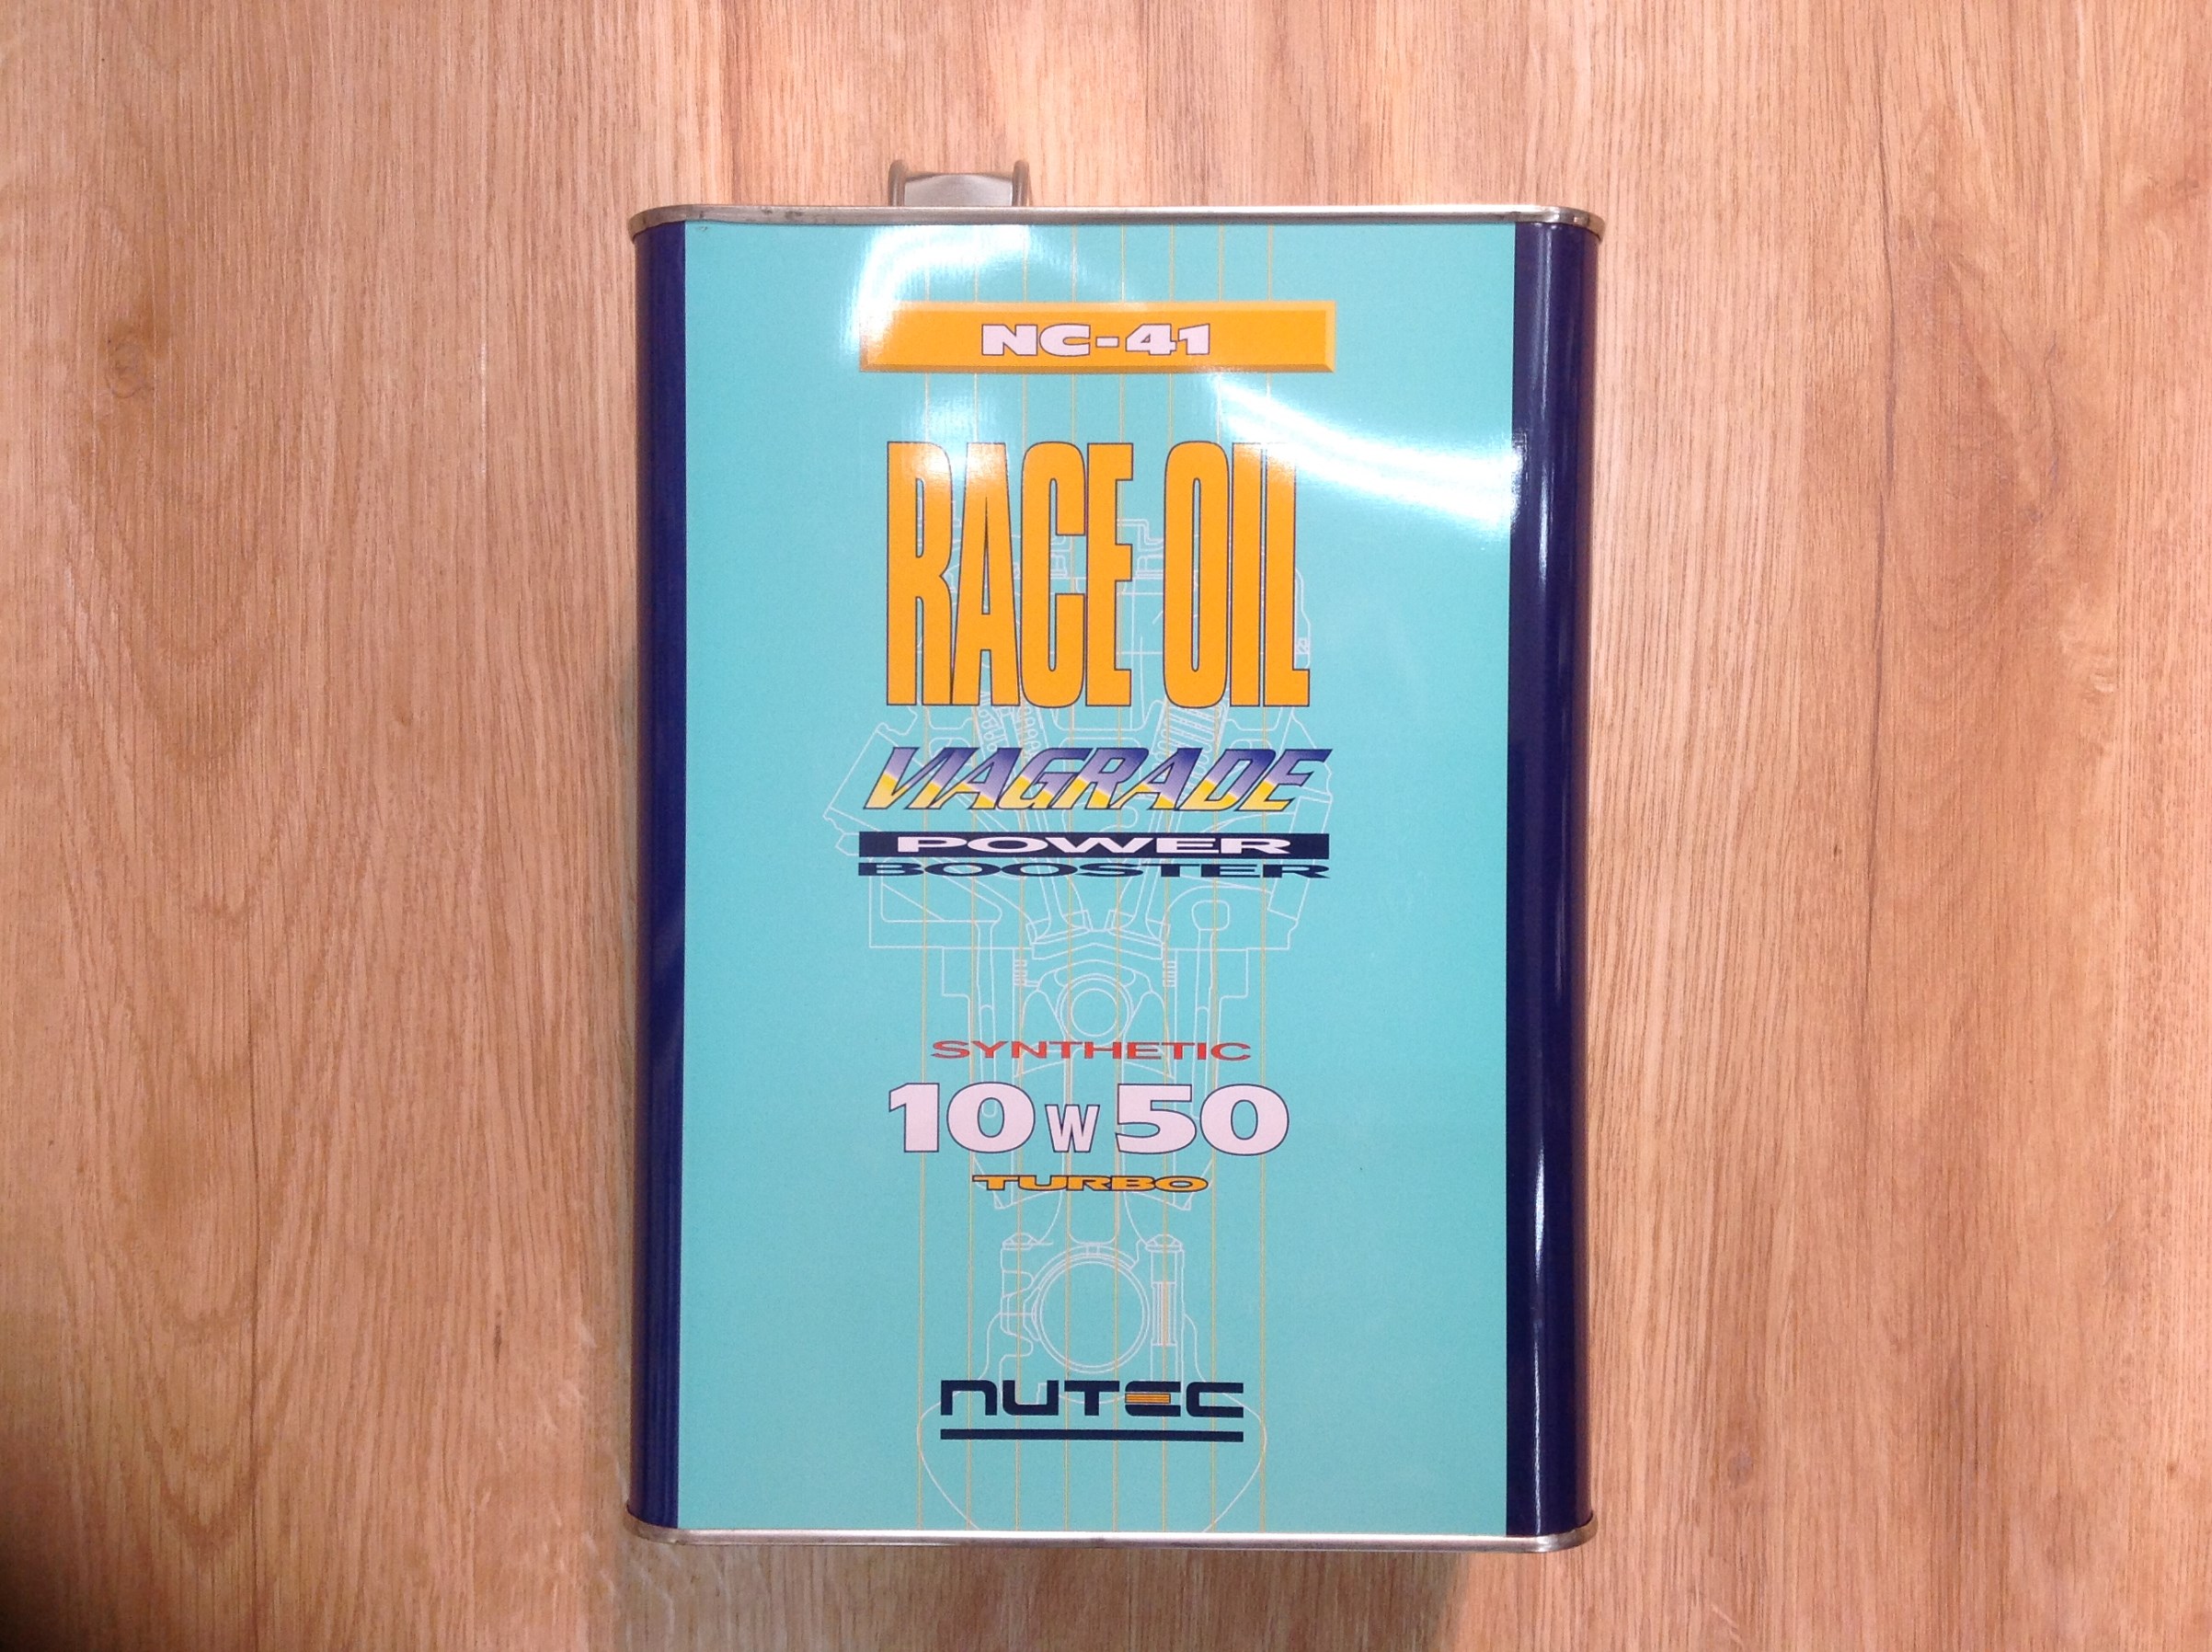 NC-41
RACE OIL
VIAGRADE
POWER
BOOSTER
SYNTHETIC
10W50
TURBO
NUTEC